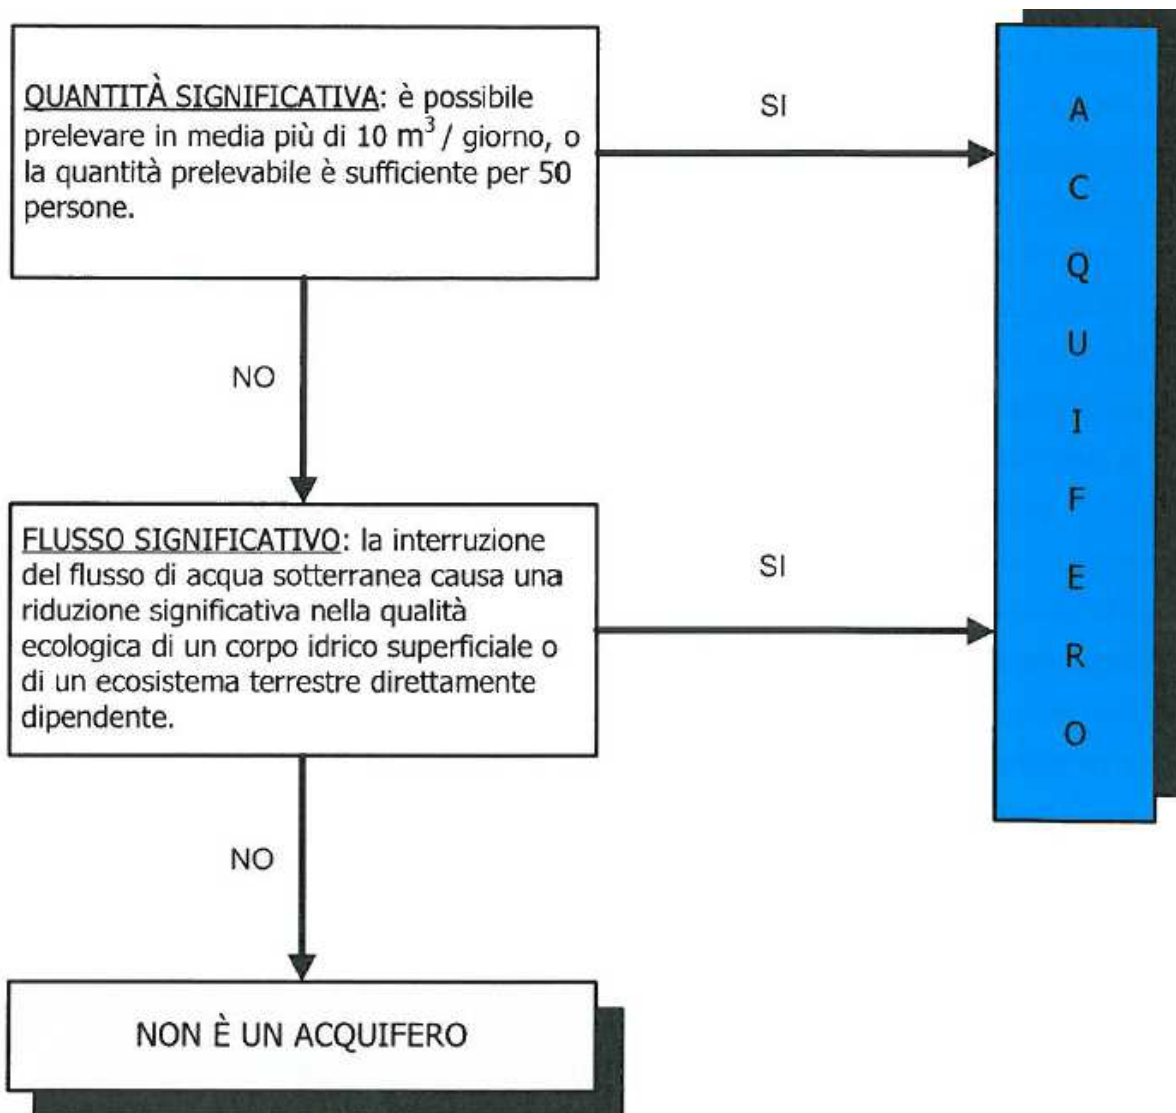 QUANTITÀ SIGNIFICATIVA: è possibile
prelevare in media più di 10 m³ / giorno, o
la quantità prelevabile è sufficiente per 50
persone.
SI
NO
FLUSSO SIGNIFICATIVO: la interruzione
del flusso di acqua sotterranea causa una
riduzione significativa nella qualità
ecologica di un corpo idrico superficiale o
di un ecosistema terrestre direttamente
dipendente.
SI
NO
NON È UN ACQUIFERO
A
C
Q
U
I
F
E
R
O